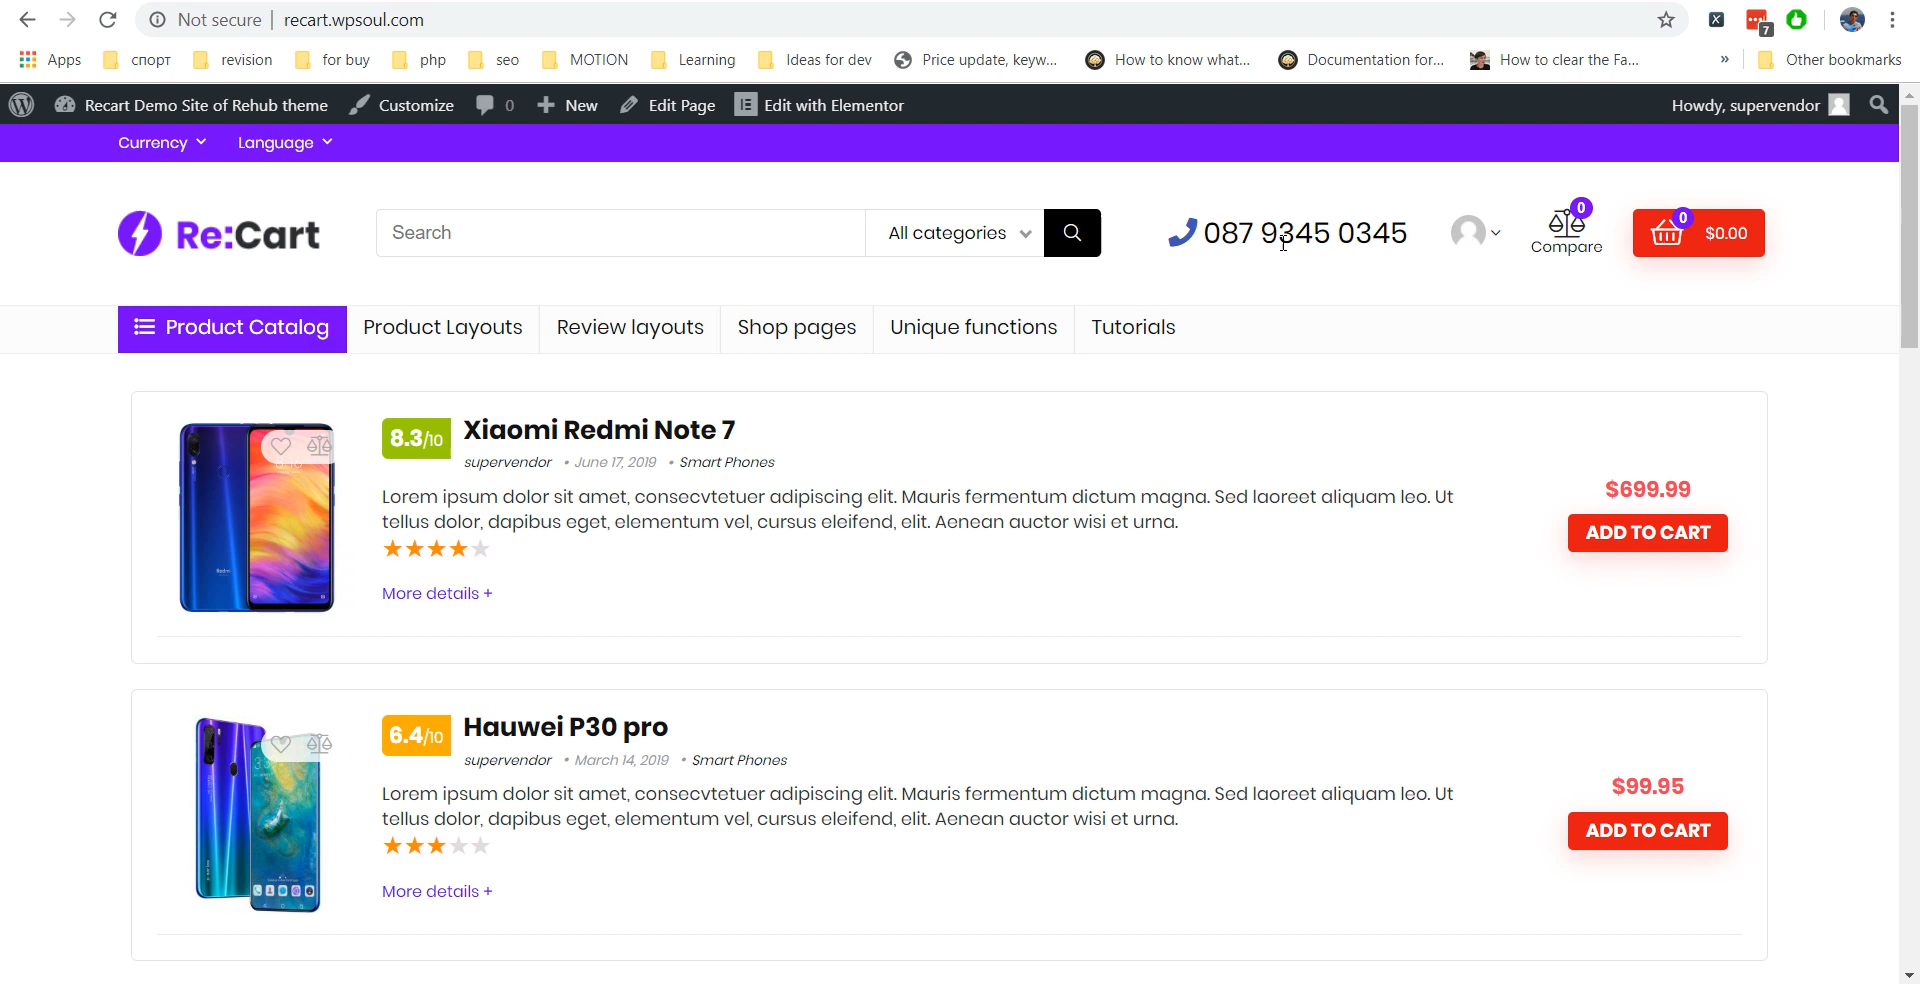 Not secure | recart.wpsoul.com
7
Apps спорт revision for buy php seo MOTION Learning Ideas for dev Price update, keyw... How to know what... Documentation for... How to clear the Fa... » Other bookmarks
Recart Demo Site of Rehub theme Customize 0 New Edit Page Edit with Elementor Howdy, supervendor
Currency Language
Re:Cart Search All categories 087 9345 0345 0 Compare 0 $0.00
Product Catalog Product Layouts Review layouts Shop pages Unique functions Tutorials
8.3/10 Xiaomi Redmi Note 7
supervendor • June 17, 2019 • Smart Phones
Lorem ipsum dolor sit amet, consecvtetuer adipiscing elit. Mauris fermentum dictum magna. Sed laoreet aliquam leo. Ut
tellus dolor, dapibus eget, elementum vel, cursus eleifend, elit. Aenean auctor wisi et urna.
More details +
$699.99
ADD TO CART
6.4/10 Hauwei P30 pro
supervendor • March 14, 2019 • Smart Phones
Lorem ipsum dolor sit amet, consecvtetuer adipiscing elit. Mauris fermentum dictum magna. Sed laoreet aliquam leo. Ut
tellus dolor, dapibus eget, elementum vel, cursus eleifend, elit. Aenean auctor wisi et urna.
More details +
$99.95
ADD TO CART